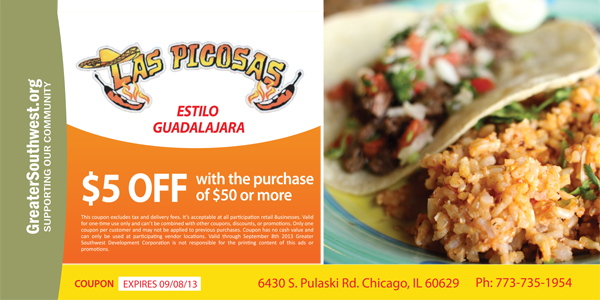 GreaterSouthwest.org
SUPPORTING OUR COMMUNITY
LAS PICOSAS
ESTILO
GUADALAJARA
$5 OFF
with the purchase
of $50 or more
This coupon excludes tax and delivery fees. It's acceptable at all participation retail Businesses. Valid
for one-time use only and can't be combined with other coupons, discounts, or promotions. Only one
coupon per customer and may not be applied to previous purchases. Coupon has no cash value and
can only be used at participating vendor locations. Valid through September 8th 2013 Greater
Southwest Development Corporation is not responsible for the printing content of this ads or
promotions.
COUPON EXPIRES 09/08/13
6430 S. Pulaski Rd. Chicago, IL 60629 Ph: 773-735-1954